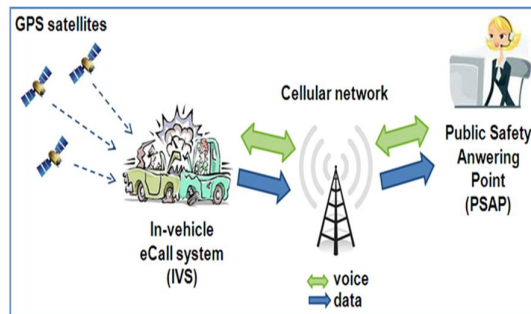 GPS satellites
Cellular network
Public Safety
Anwering
Point
(PSAP)
In-vehicle
eCall system
(IVS)
voice
data